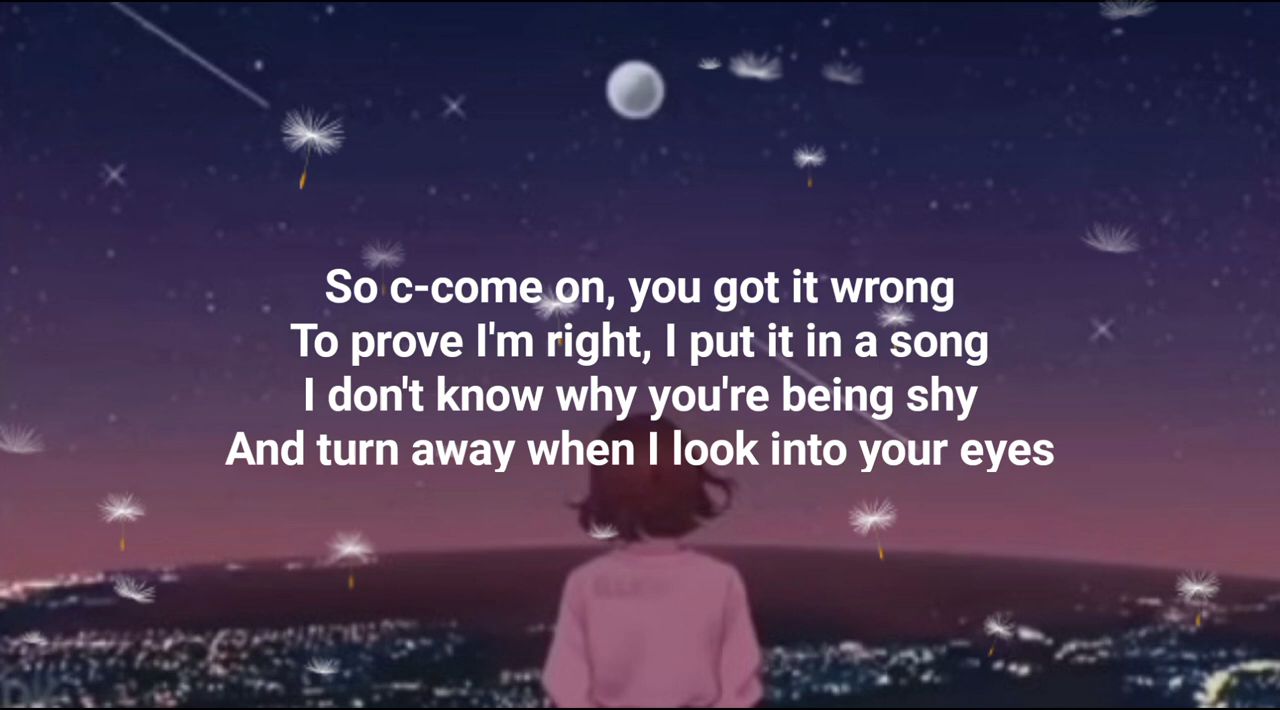 So c-come on, you got it wrong
To prove I'm right, I put it in a song
I don't know why you're being shy
And turn away when I look into your eyes